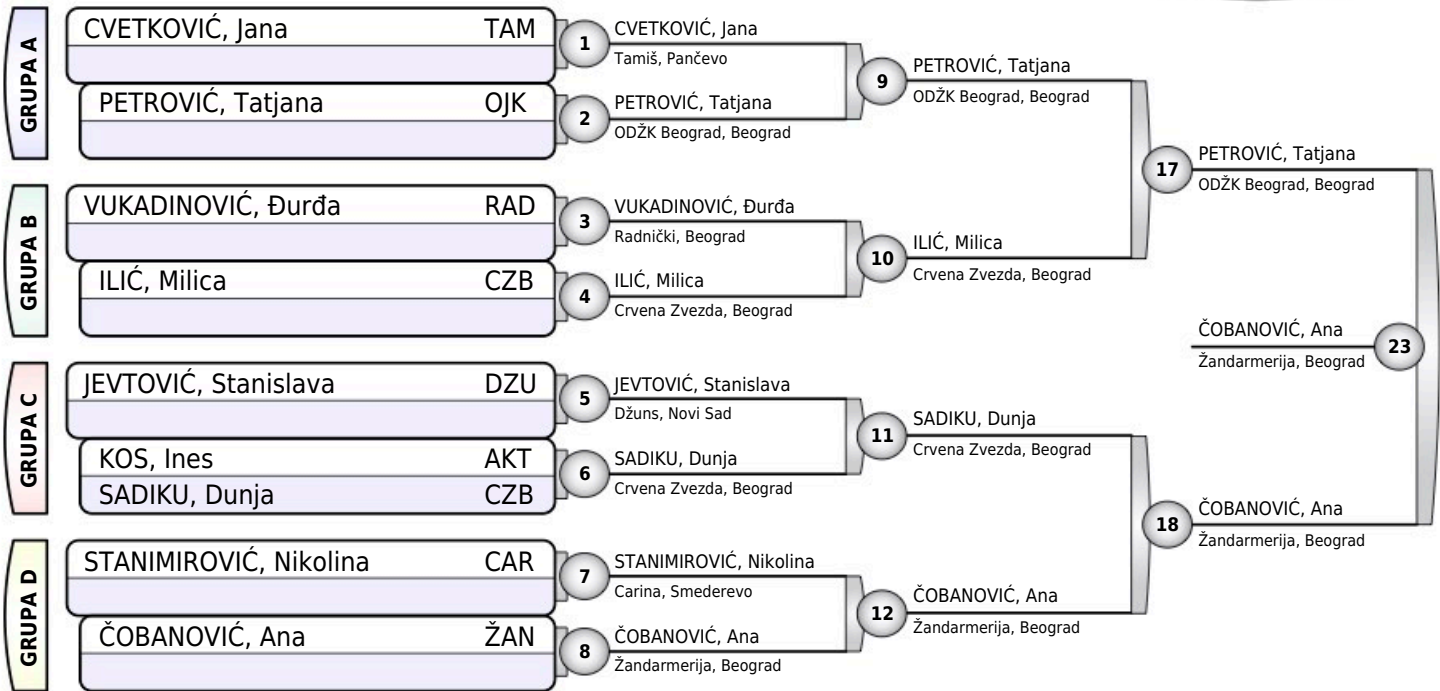 GRUPA A
CVETKOVIĆ, Jana TAM
PETROVIĆ, Tatjana OJK
GRUPA B
VUKADINOVIĆ, Đurđa RAD
ILIĆ, Milica CZB
GRUPA C
JEVTOVIĆ, Stanislava DZU
KOS, Ines AKT
SADIKU, Dunja CZB
GRUPA D
STANIMIROVIĆ, Nikolina CAR
ČOBANOVIĆ, Ana ŽAN
1
CVETKOVIĆ, Jana
Tamiš, Pančevo
2
PETROVIĆ, Tatjana
ODŽK Beograd, Beograd
3
VUKADINOVIĆ, Đurđa
Radnički, Beograd
4
ILIĆ, Milica
Crvena Zvezda, Beograd
5
JEVTOVIĆ, Stanislava
Džuns, Novi Sad
6
SADIKU, Dunja
Crvena Zvezda, Beograd
7
STANIMIROVIĆ, Nikolina
Carina, Smederevo
8
ČOBANOVIĆ, Ana
Žandarmerija, Beograd
9
PETROVIĆ, Tatjana
ODŽK Beograd, Beograd
10
ILIĆ, Milica
Crvena Zvezda, Beograd
11
SADIKU, Dunja
Crvena Zvezda, Beograd
12
ČOBANOVIĆ, Ana
Žandarmerija, Beograd
17
PETROVIĆ, Tatjana
ODŽK Beograd, Beograd
18
ČOBANOVIĆ, Ana
Žandarmerija, Beograd
ČOBANOVIĆ, Ana
Žandarmerija, Beograd
23